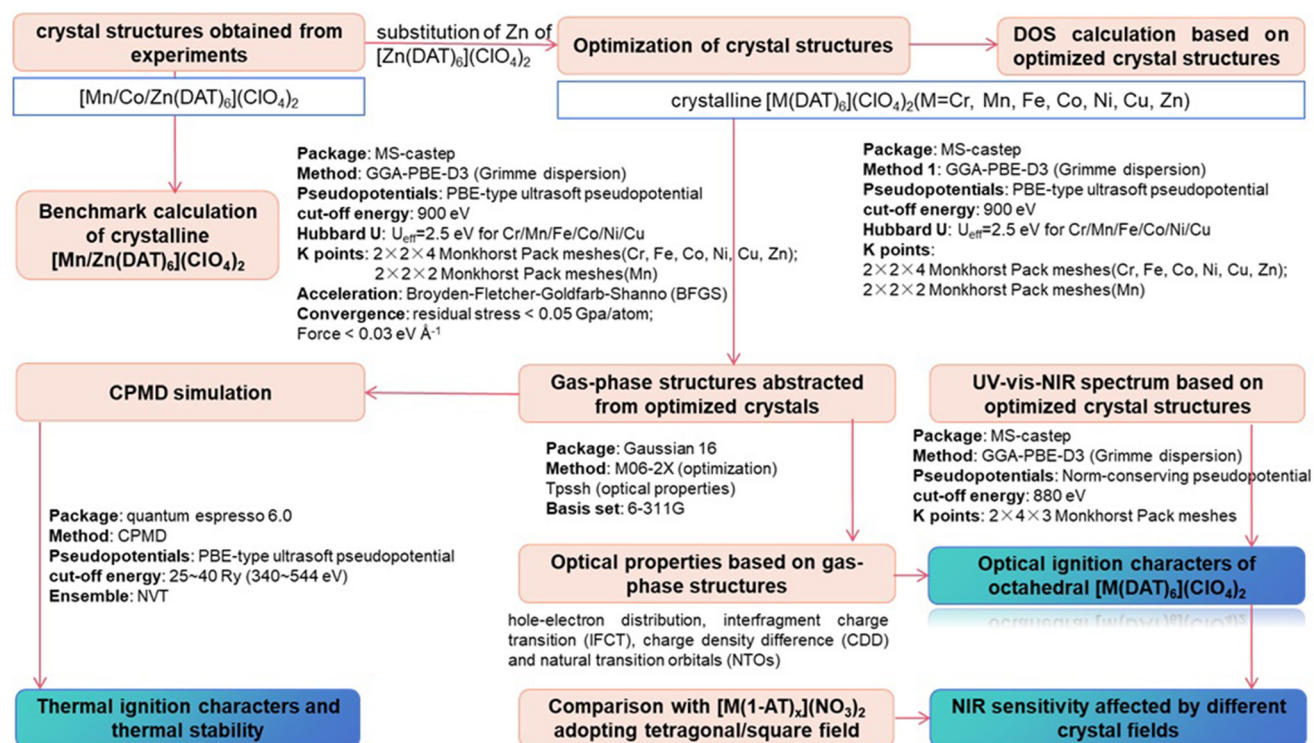 crystal structures obtained from
experiments
substitution of Zn of
[Zn(DAT)₆](ClO₄)₂
Optimization of crystal structures
DOS calculation based on
optimized crystal structures
[Mn/Co/Zn(DAT)₆](ClO₄)₂
crystalline [M(DAT)₆](ClO₄)₂(M=Cr, Mn, Fe, Co, Ni, Cu, Zn)
Benchmark calculation
of crystalline
[Mn/Zn(DAT)₆](ClO₄)₂
Package: MS-castep
Method: GGA-PBE-D3 (Grimme dispersion)
Pseudopotentials: PBE-type ultrasoft pseudopotential
cut-off energy: 900 eV
Hubbard U: Ueff=2.5 eV for Cr/Mn/Fe/Co/Ni/Cu
K points: 2×2×4 Monkhorst Pack meshes(Cr, Fe, Co, Ni, Cu, Zn);
2×2×2 Monkhorst Pack meshes(Mn)
Acceleration: Broyden-Fletcher-Goldfarb-Shanno (BFGS)
Convergence: residual stress < 0.05 Gpa/atom;
Force < 0.03 eV Å⁻¹
Package: MS-castep
Method 1: GGA-PBE-D3 (Grimme dispersion)
Pseudopotentials: PBE-type ultrasoft pseudopotential
cut-off energy: 900 eV
Hubbard U: Ueff=2.5 eV for Cr/Mn/Fe/Co/Ni/Cu
K points:
2×2×4 Monkhorst Pack meshes(Cr, Fe, Co, Ni, Cu, Zn);
2×2×2 Monkhorst Pack meshes(Mn)
CPMD simulation
Gas-phase structures abstracted
from optimized crystals
UV-vis-NIR spectrum based on
optimized crystal structures
Package: quantum espresso 6.0
Method: CPMD
Pseudopotentials: PBE-type ultrasoft pseudopotential
cut-off energy: 25~40 Ry (340~544 eV)
Ensemble: NVT
Package: Gaussian 16
Method: M06-2X (optimization)
Tpssh (optical properties)
Basis set: 6-311G
Package: MS-castep
Method: GGA-PBE-D3 (Grimme dispersion)
Pseudopotentials: Norm-conserving pseudopotential
cut-off energy: 880 eV
K points: 2×4×3 Monkhorst Pack meshes
Optical properties based on gas-
phase structures
Optical ignition characters of
octahedral [M(DAT)₆](ClO₄)₂
hole-electron distribution, interfragment charge
transition (IFCT), charge density difference (CDD)
and natural transition orbitals (NTOs)
Thermal ignition characters and
thermal stability
Comparison with [M(1-AT)ₓ](NO₃)₂
adopting tetragonal/square field
NIR sensitivity affected by different
crystal fields